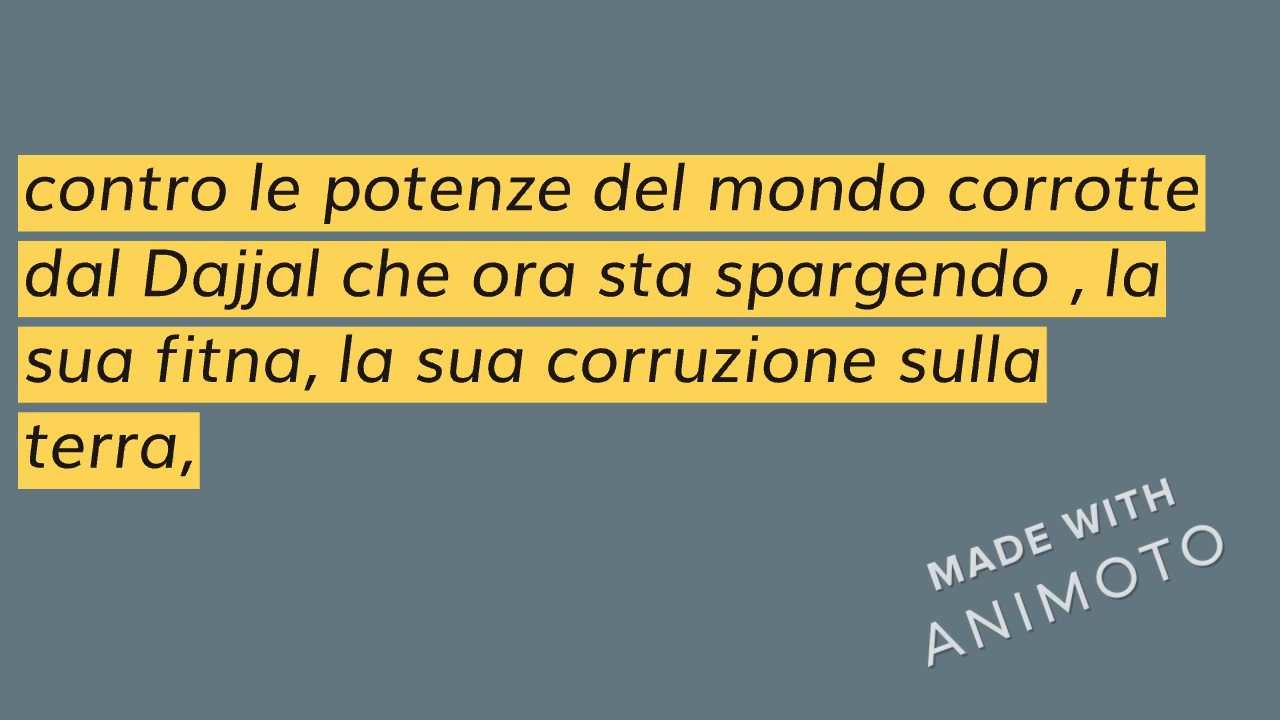 contro le potenze del mondo corrotte
dal Dajjal che ora sta spargendo , la
sua fitna, la sua corruzione sulla
terra,
MADE WITH
ANIMOTO